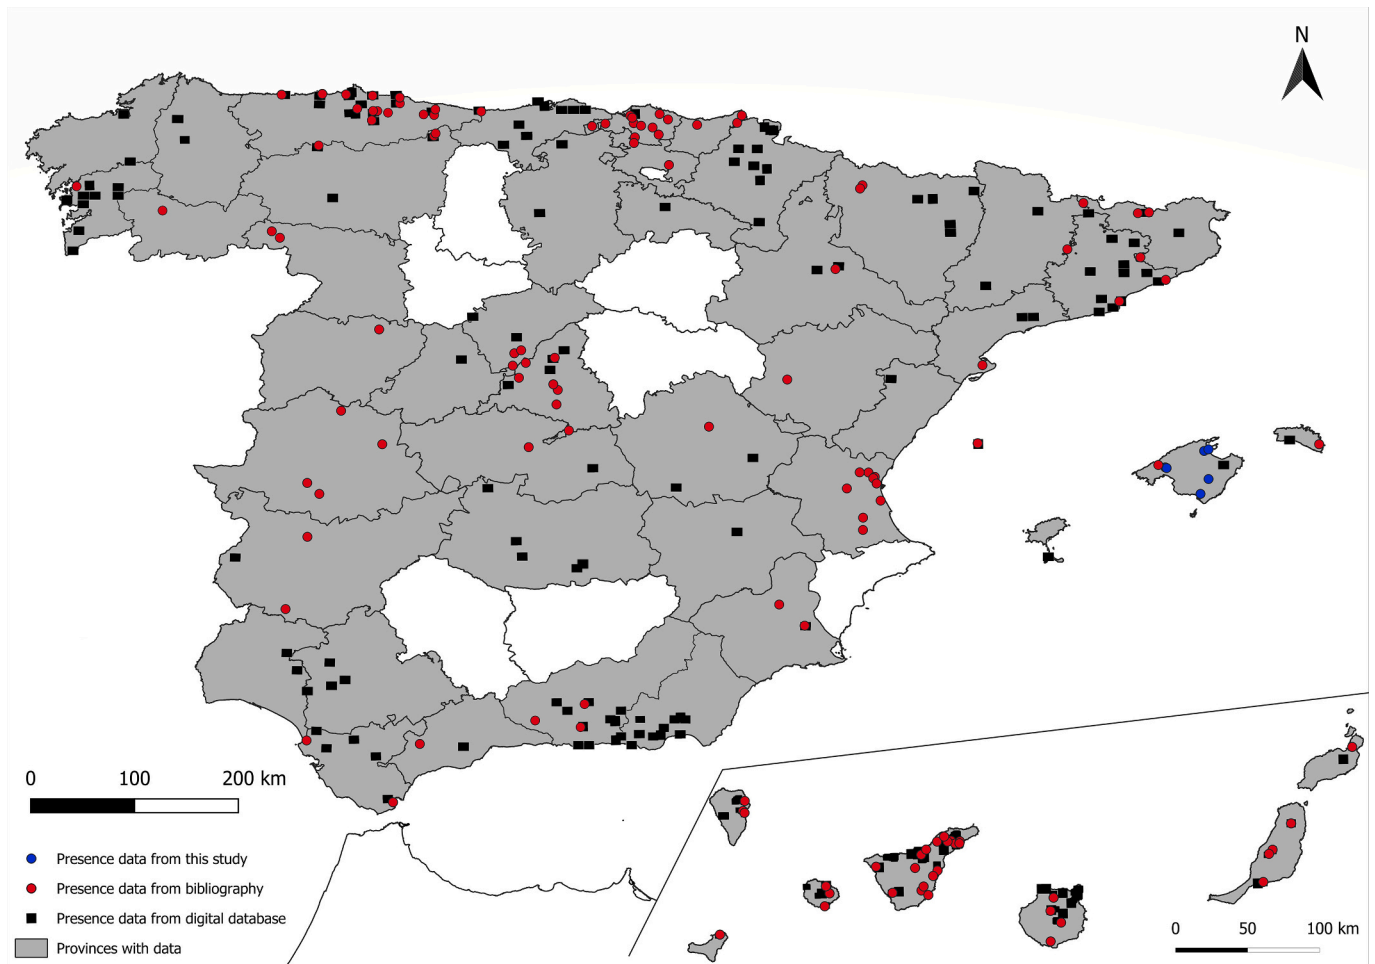 N
0 100 200 km
Presence data from this study
Presence data from bibliography
Presence data from digital database
Provinces with data
0 50 100 km